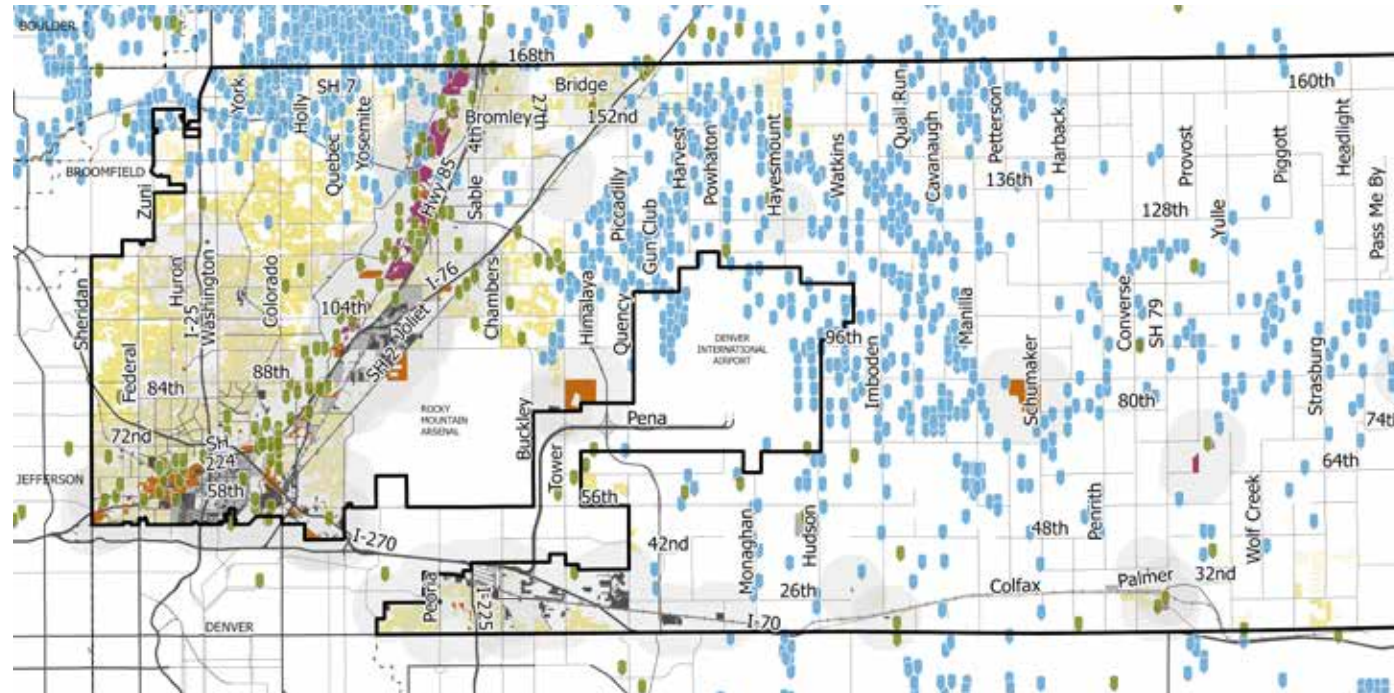 BOULDER
168th
SH 7
Bridge
160th
York
Holly
Quebec
Yosemite
Bromley
27th
4th
152nd
Hwy 85
Sable
BROOMFIELD
Zuni
Piccadilly
Gun Club
Harvest
Powhaton
Hayesmount
Watkins
Quail Run
Cavanaugh
Petterson
Harback
136th
Provost
128th
Yulle
Piggott
Headlight
Pass Me By
Sheridan
Federal
Huron
I-25
Washington
Colorado
104th
I-76
SH2
Joliet
Chambers
Himalaya
Quency
DENVER
INTERNATIONAL
AIRPORT
96th
Imboden
Manilla
Schumaker
Converse
SH 79
80th
Strasburg
74th
84th
88th
ROCKY
MOUNTAIN
ARSENAL
Buckley
Pena
Tower
72nd
SH
224
58th
JEFFERSON
56th
64th
I-270
42nd
Monaghan
Hudson
48th
Penrith
Wolf Creek
26th
Colfax
Palmer
32nd
Peoria
I-225
I-70
DENVER